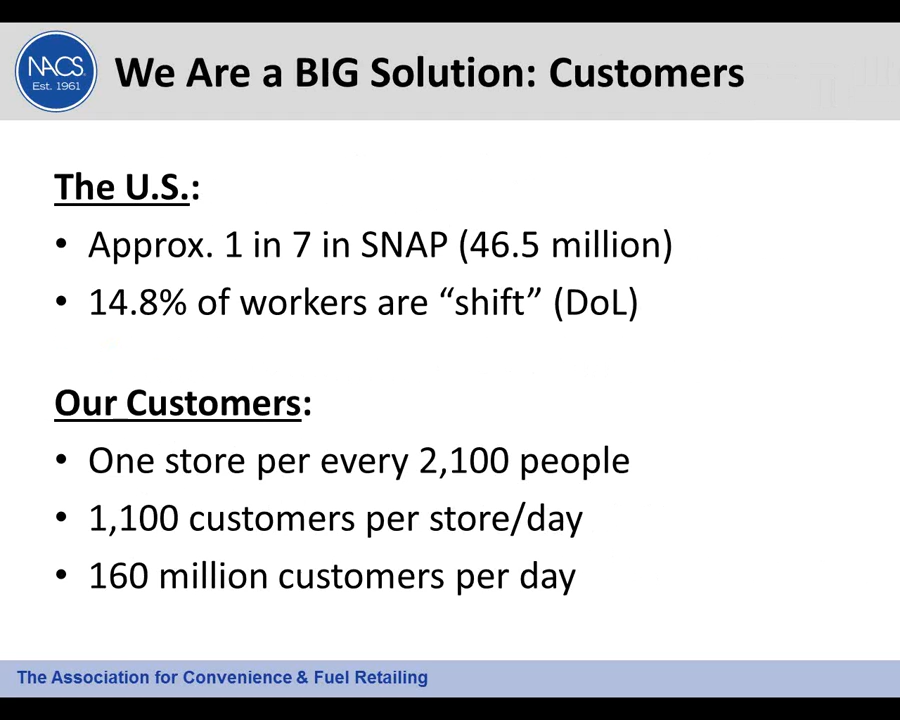 NACS
Est. 1961
We Are a BIG Solution: Customers
The U.S.:
• Approx. 1 in 7 in SNAP (46.5 million)
• 14.8% of workers are “shift” (DoL)
Our Customers:
• One store per every 2,100 people
• 1,100 customers per store/day
• 160 million customers per day
The Association for Convenience & Fuel Retailing